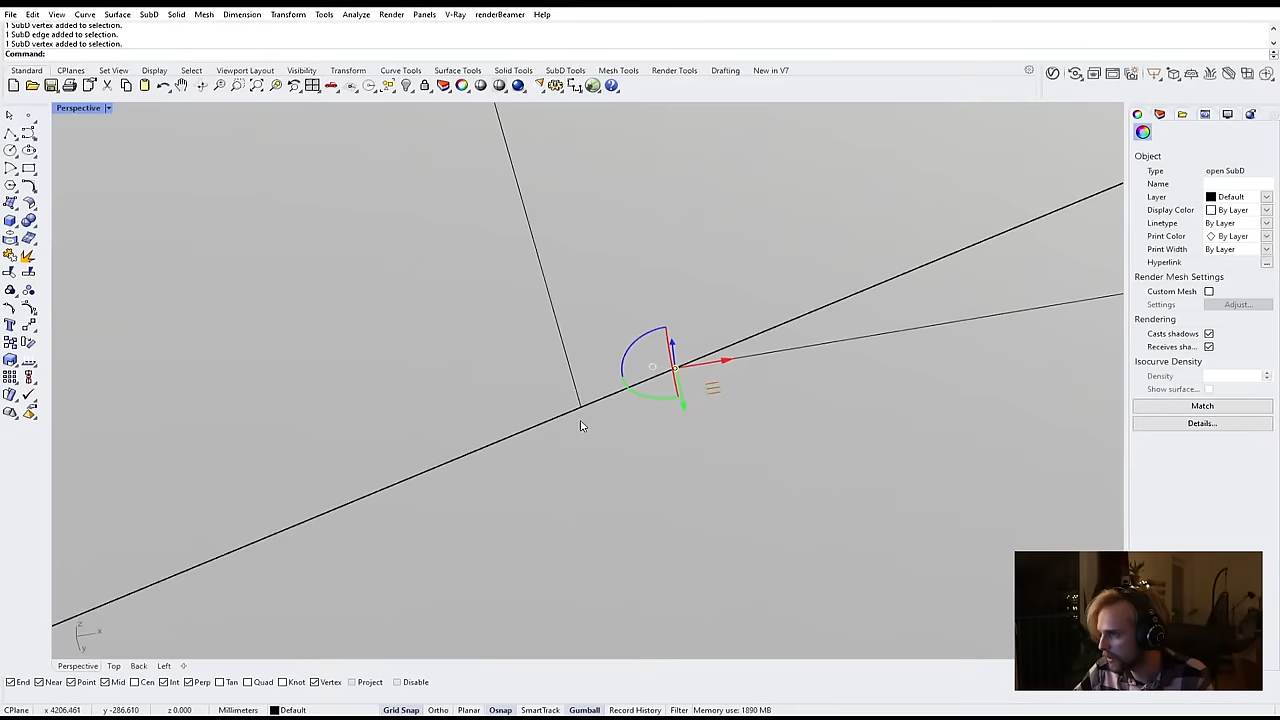 File Edit View Curve Surface SubD Solid Mesh Dimension Transform Tools Analyze Render Panels V-Ray renderBeamer Help
1 SubD vertex added to selection.
1 SubD edge added to selection.
1 SubD vertex added to selection.
Command:
Standard CPlanes Set View Display Select Viewport Layout Visibility Transform Curve Tools Surface Tools Solid Tools SubD Tools Mesh Tools Render Tools Drafting New in V7
Perspective
Object
Type open SubD
Name
Layer Default
Display Color By Layer
Linetype By Layer
Print Color By Layer
Print Width By Layer
Hyperlink ...
Render Mesh Settings
Custom Mesh
Settings Adjust...
Rendering
Casts shadows
Receives sha...
Isocurve Density
Density
Show surface...
Match
Details...
z
x
y
Perspective Top Back Left
End Near Point Mid Cen Int Perp Tan Quad Knot Vertex Project Disable
CPlane x 4206.461 y -286.610 z 0.000 Millimeters Default Grid Snap Ortho Planar Osnap SmartTrack Gumball Record History Filter Memory use: 1890 MB